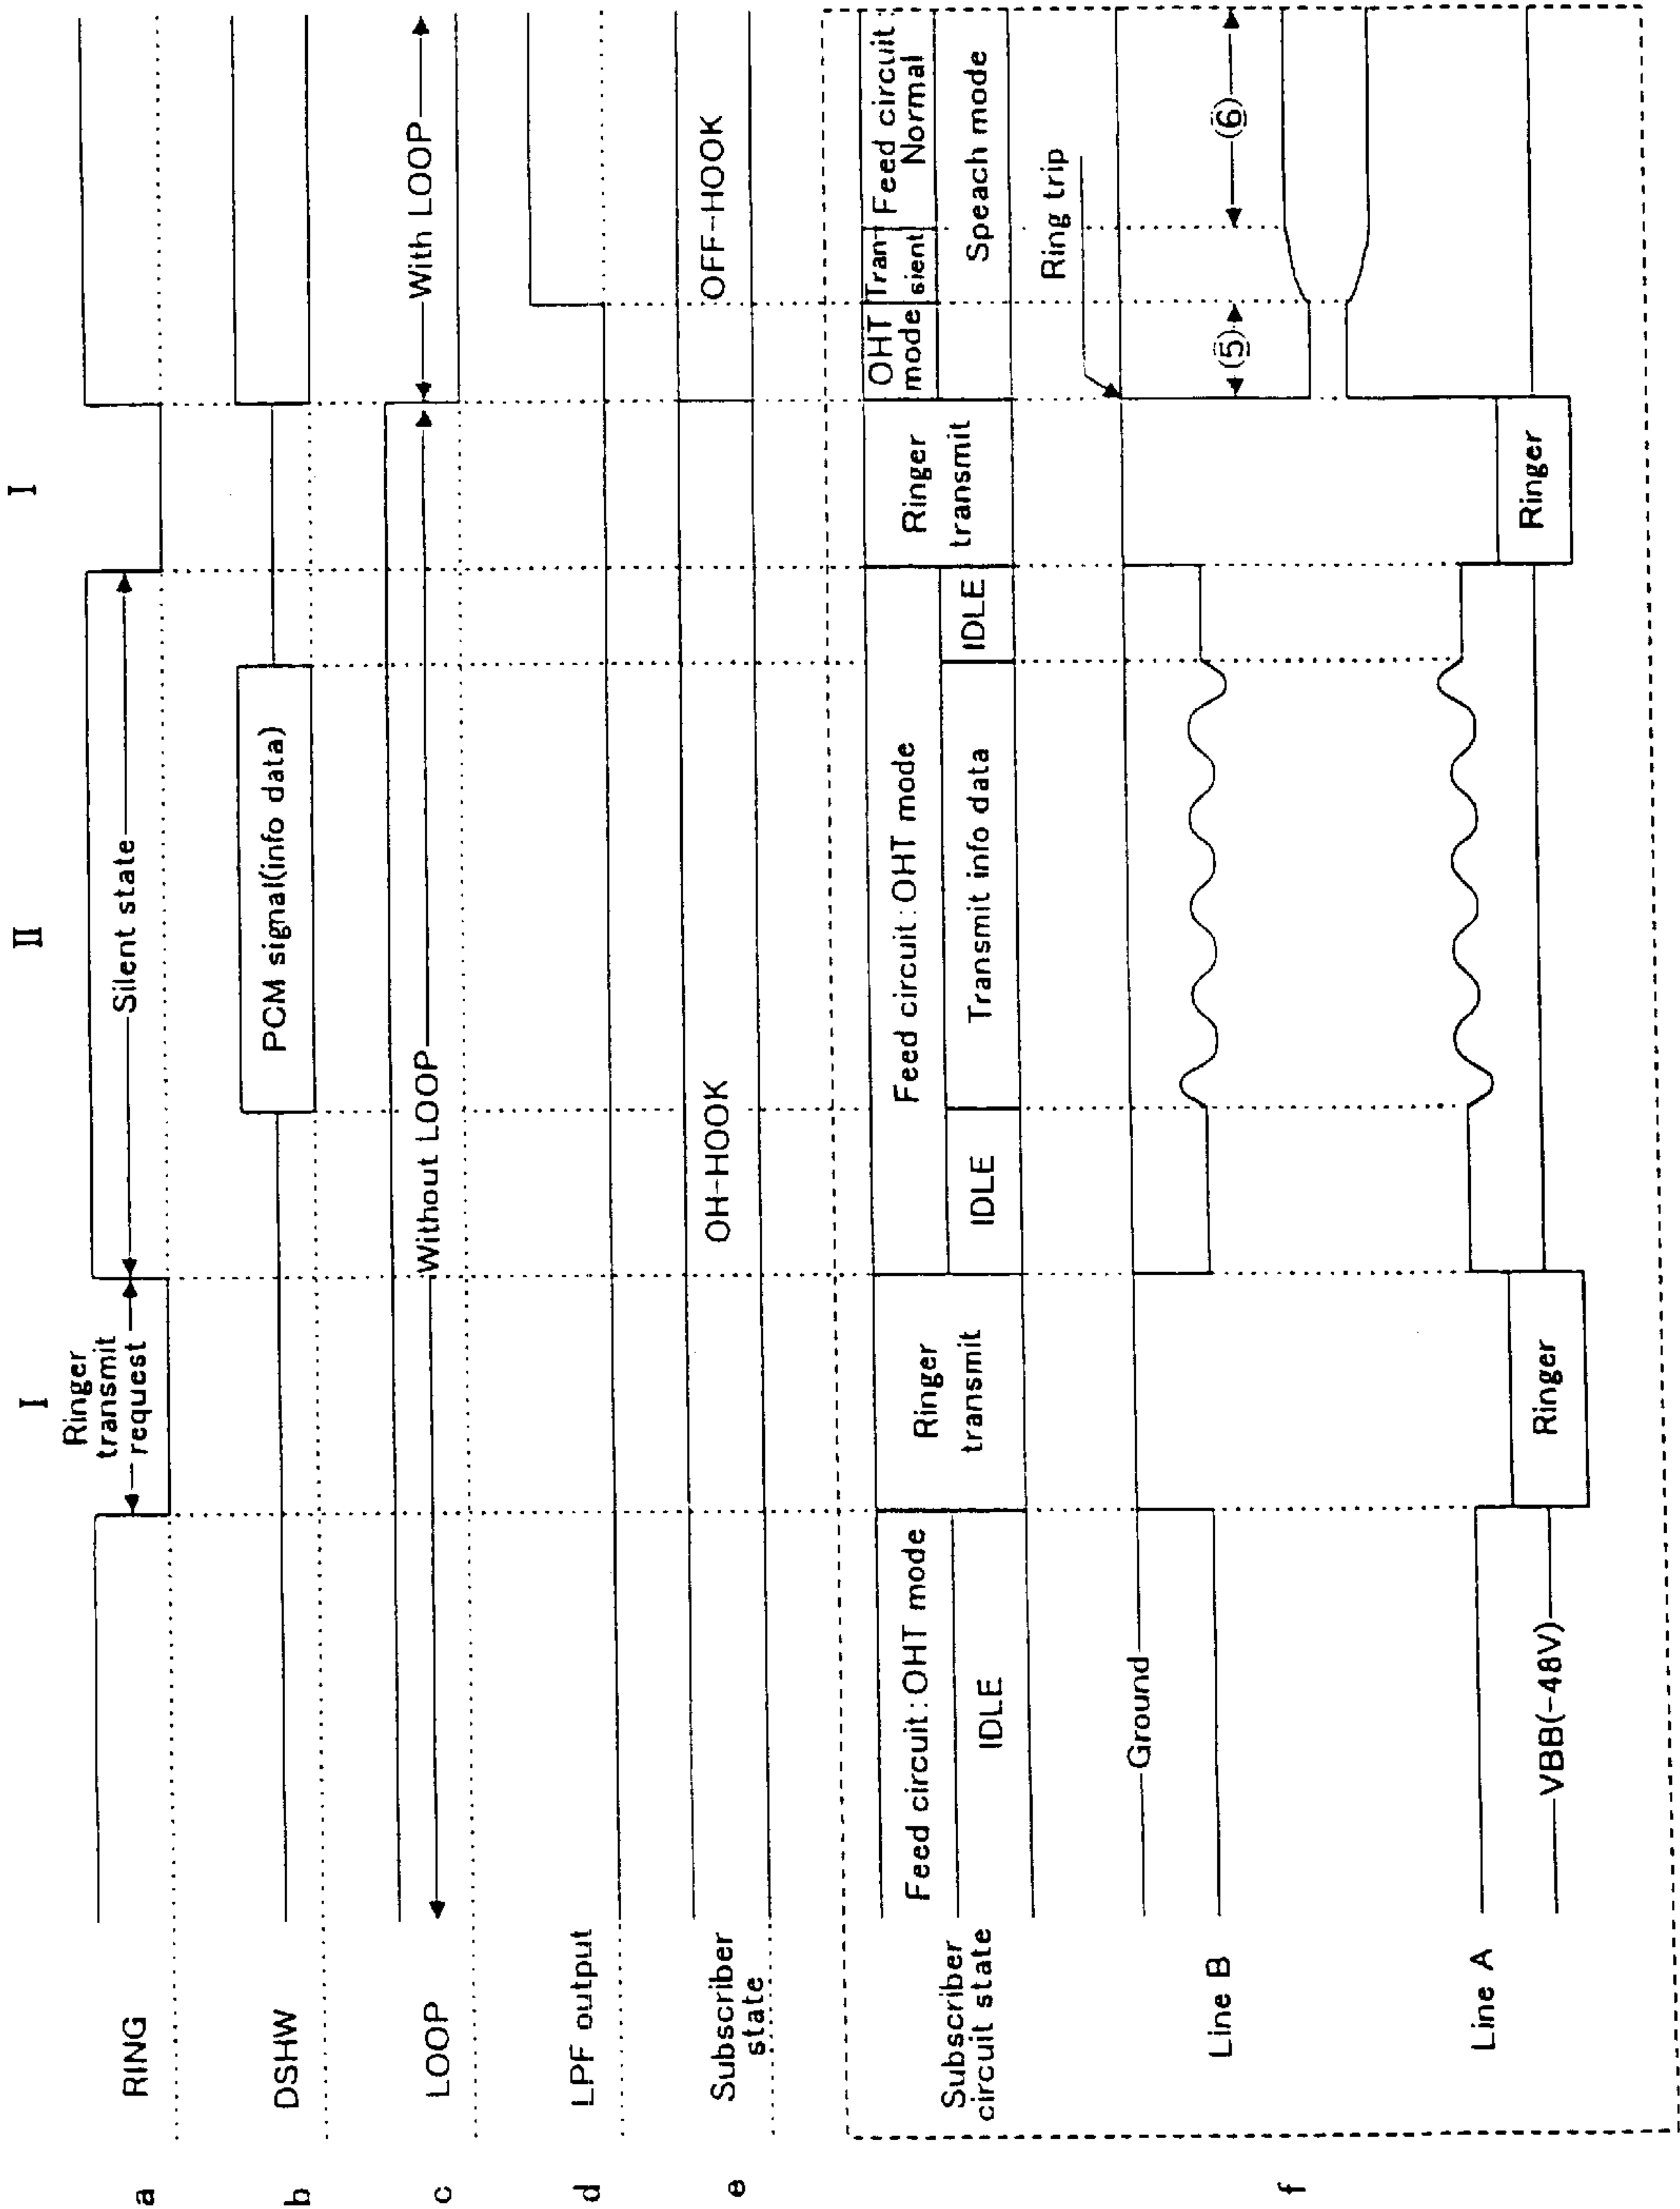 I
II
I
a
RING
Ringer
transmit
request
Silent state
b
DSHW
PCM signal(info data)
c
LOOP
Without LOOP
With LOOP
d
LPF output
e
Subscriber
state
OH-HOOK
OFF-HOOK
f
Subscriber
circuit state
Feed circuit : OHT mode
IDLE
Ringer
transmit
Feed circuit : OHT mode
IDLE
Transmit info data
IDLE
Ringer
transmit
OHT
mode
Tran-
sient
Feed circuit :
Normal
Speach mode
Line B
Ground
Ring trip
⑤
⑥
Line A
VBB(-48V)
Ringer
Ringer